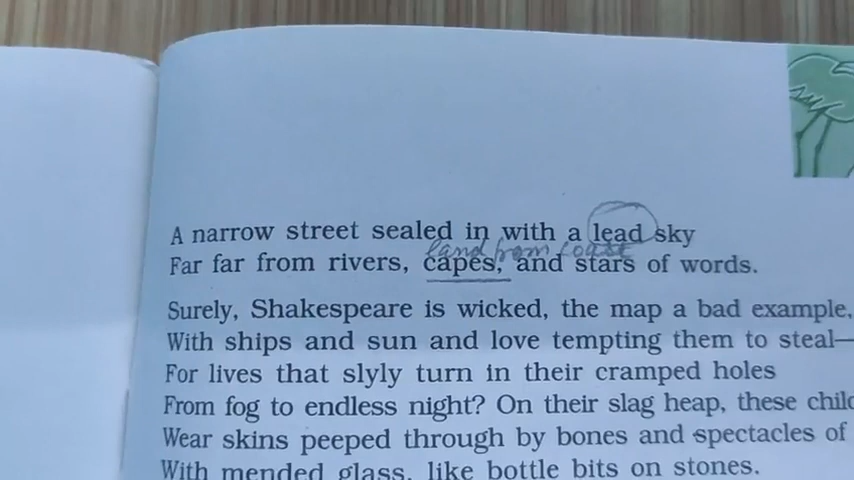 A narrow street sealed in with a lead sky
land from coast
Far far from rivers, capes, and stars of words.
Surely, Shakespeare is wicked, the map a bad example,
With ships and sun and love tempting them to steal—
For lives that slyly turn in their cramped holes
From fog to endless night? On their slag heap, these
Wear skins peeped through by bones and spectacles of
With mended glass, like bottle bits on stones.